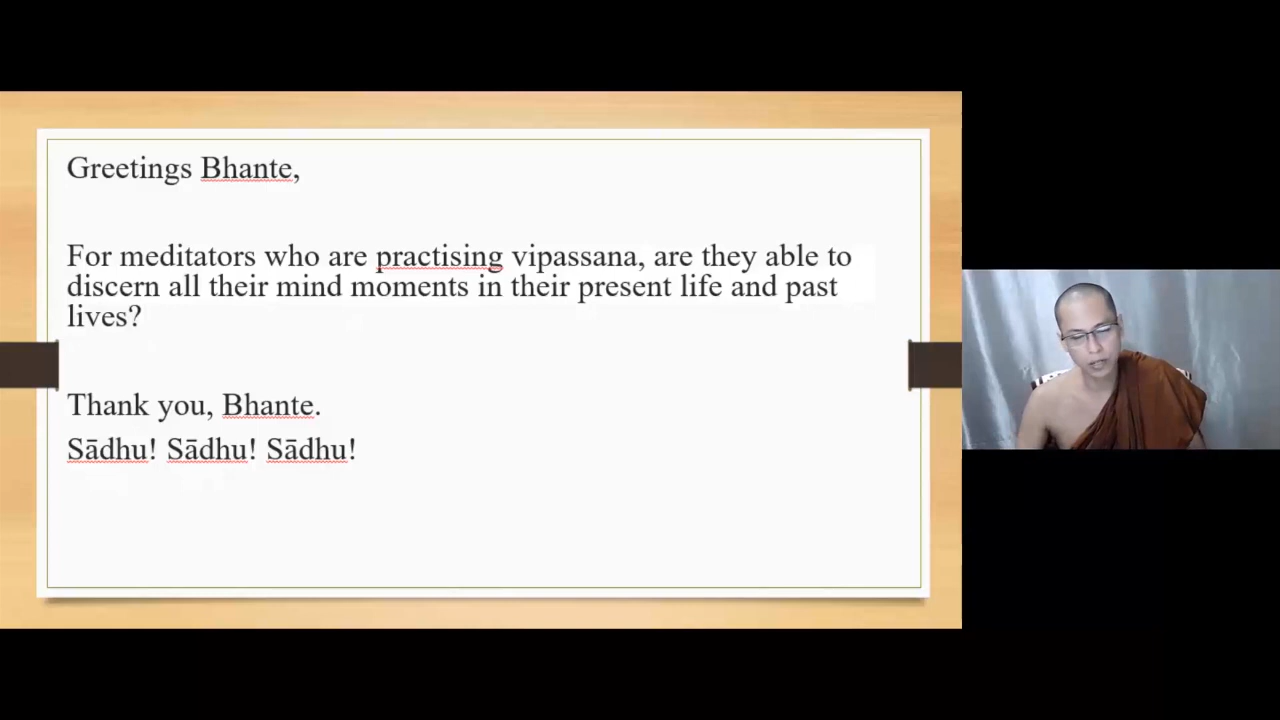 Greetings Bhante,
For meditators who are practising vipassana, are they able to
discern all their mind moments in their present life and past
lives?
Thank you, Bhante.
Sādhu! Sādhu! Sādhu!